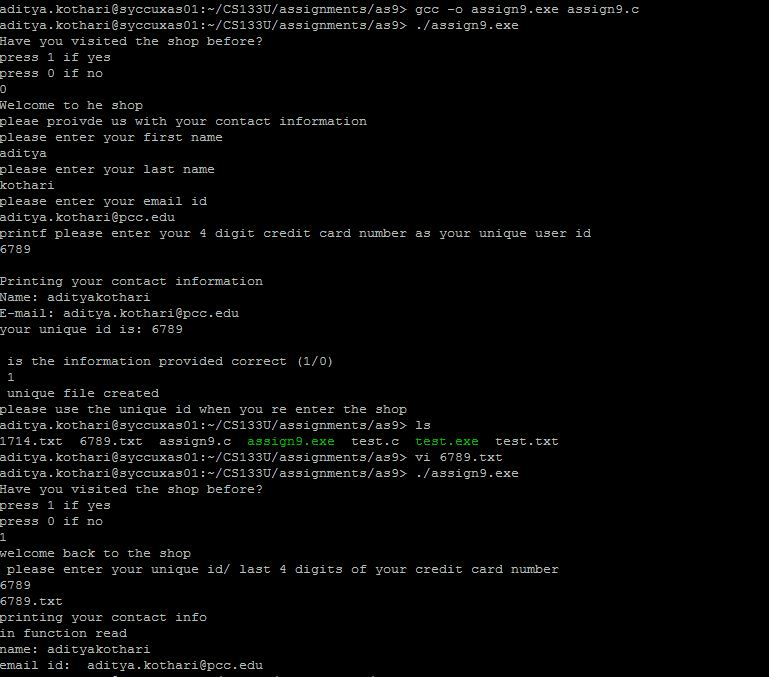 aditya.kothari@syccuxas01:~/CS133U/assignments/as9> gcc -o assign9.exe assign9.c
aditya.kothari@syccuxas01:~/CS133U/assignments/as9> ./assign9.exe
Have you visited the shop before?
press 1 if yes
press 0 if no
0
Welcome to he shop
pleae proivde us with your contact information
please enter your first name
aditya
please enter your last name
kothari
please enter your email id
aditya.kothari@pcc.edu
printf please enter your 4 digit credit card number as your unique user id
6789
Printing your contact information
Name: adityakothari
E-mail: aditya.kothari@pcc.edu
your unique id is: 6789
is the information provided correct (1/0)
1
unique file created
please use the unique id when you re enter the shop
aditya.kothari@syccuxas01:~/CS133U/assignments/as9> ls
1714.txt  6789.txt  assign9.c  assign9.exe  test.c  test.exe  test.txt
aditya.kothari@syccuxas01:~/CS133U/assignments/as9> vi 6789.txt
aditya.kothari@syccuxas01:~/CS133U/assignments/as9> ./assign9.exe
Have you visited the shop before?
press 1 if yes
press 0 if no
1
welcome back to the shop
please enter your unique id/ last 4 digits of your credit card number
6789
6789.txt
printing your contact info
in function read
name: adityakothari
email id:  aditya.kothari@pcc.edu